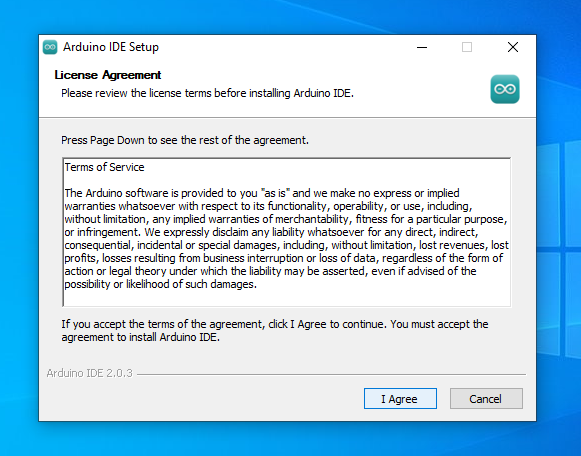 Arduino IDE Setup
License Agreement
Please review the license terms before installing Arduino IDE.
Press Page Down to see the rest of the agreement.
Terms of Service
The Arduino software is provided to you "as is" and we make no express or implied
warranties whatsoever with respect to its functionality, operability, or use, including,
without limitation, any implied warranties of merchantability, fitness for a particular purpose,
or infringement. We expressly disclaim any liability whatsoever for any direct, indirect,
consequential, incidental or special damages, including, without limitation, lost revenues, lost
profits, losses resulting from business interruption or loss of data, regardless of the form of
action or legal theory under which the liability may be asserted, even if advised of the
possibility or likelihood of such damages.
If you accept the terms of the agreement, click I Agree to continue. You must accept the
agreement to install Arduino IDE.
Arduino IDE 2.0.3
I Agree
Cancel